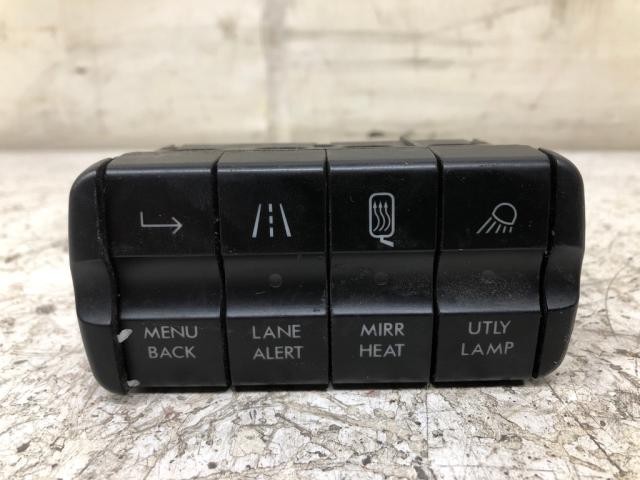 MENU
BACK
LANE
ALERT
MIRR
HEAT
UTLY
LAMP